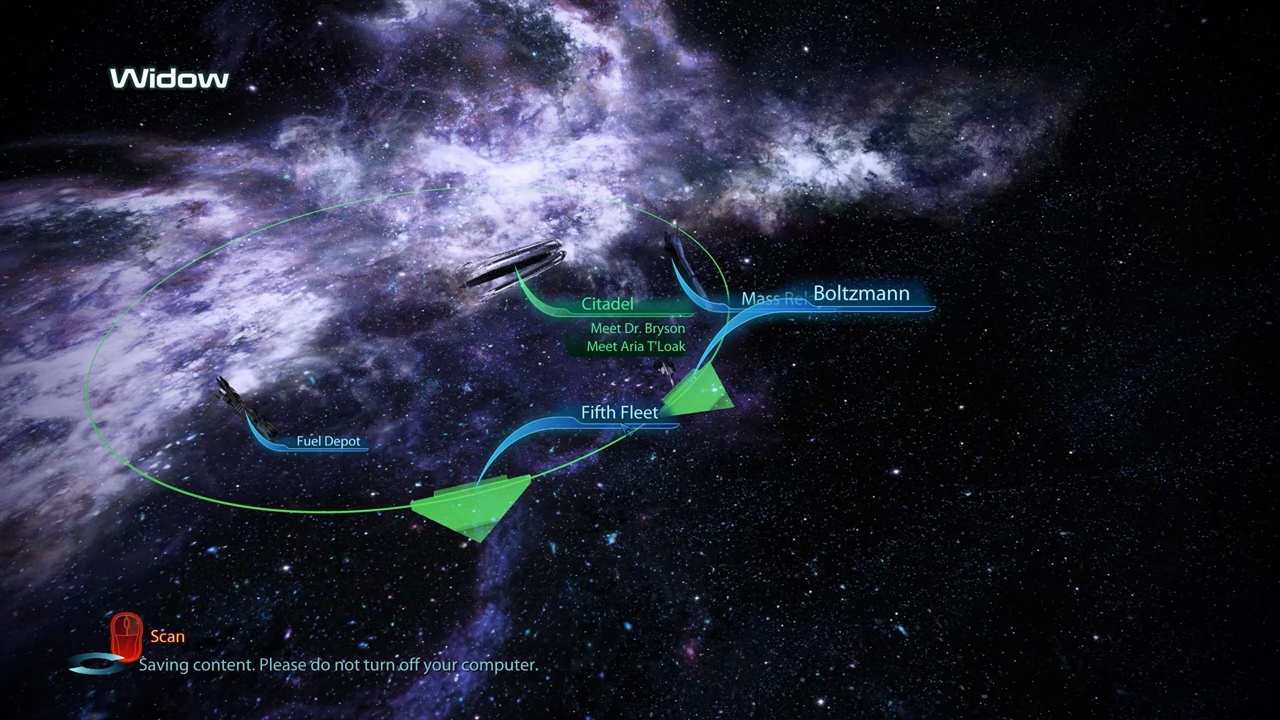 Widow
Citadel
Meet Dr. Bryson
Meet Aria T'Loak
Mass
Boltzmann
Fifth Fleet
Fuel Depot
Scan
Saving content. Please do not turn off your computer.